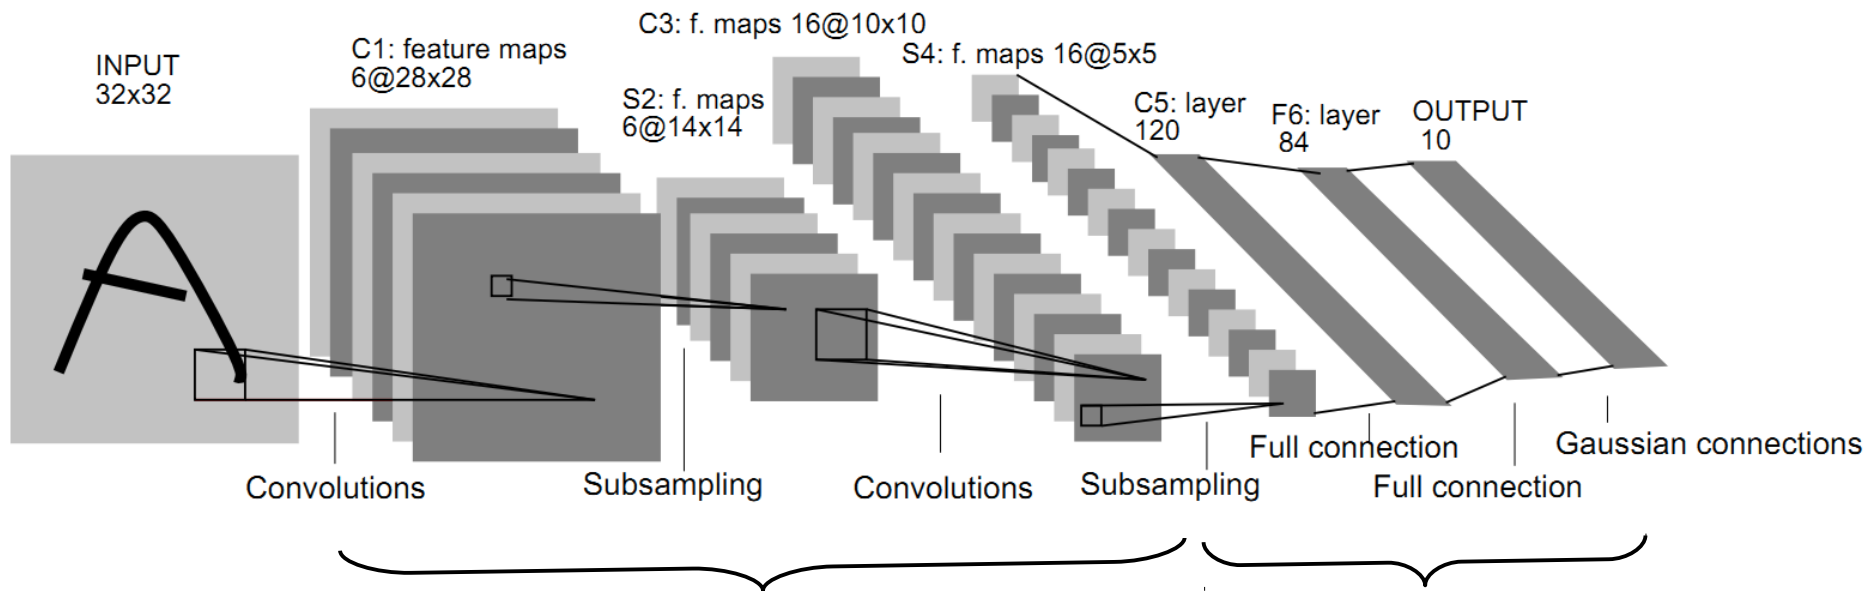 INPUT
32x32
C1: feature maps
6@28x28
S2: f. maps
6@14x14
C3: f. maps 16@10x10
S4: f. maps 16@5x5
C5: layer
120
F6: layer
84
OUTPUT
10
Convolutions
Subsampling
Convolutions
Subsampling
Full connection
Full connection
Gaussian connections